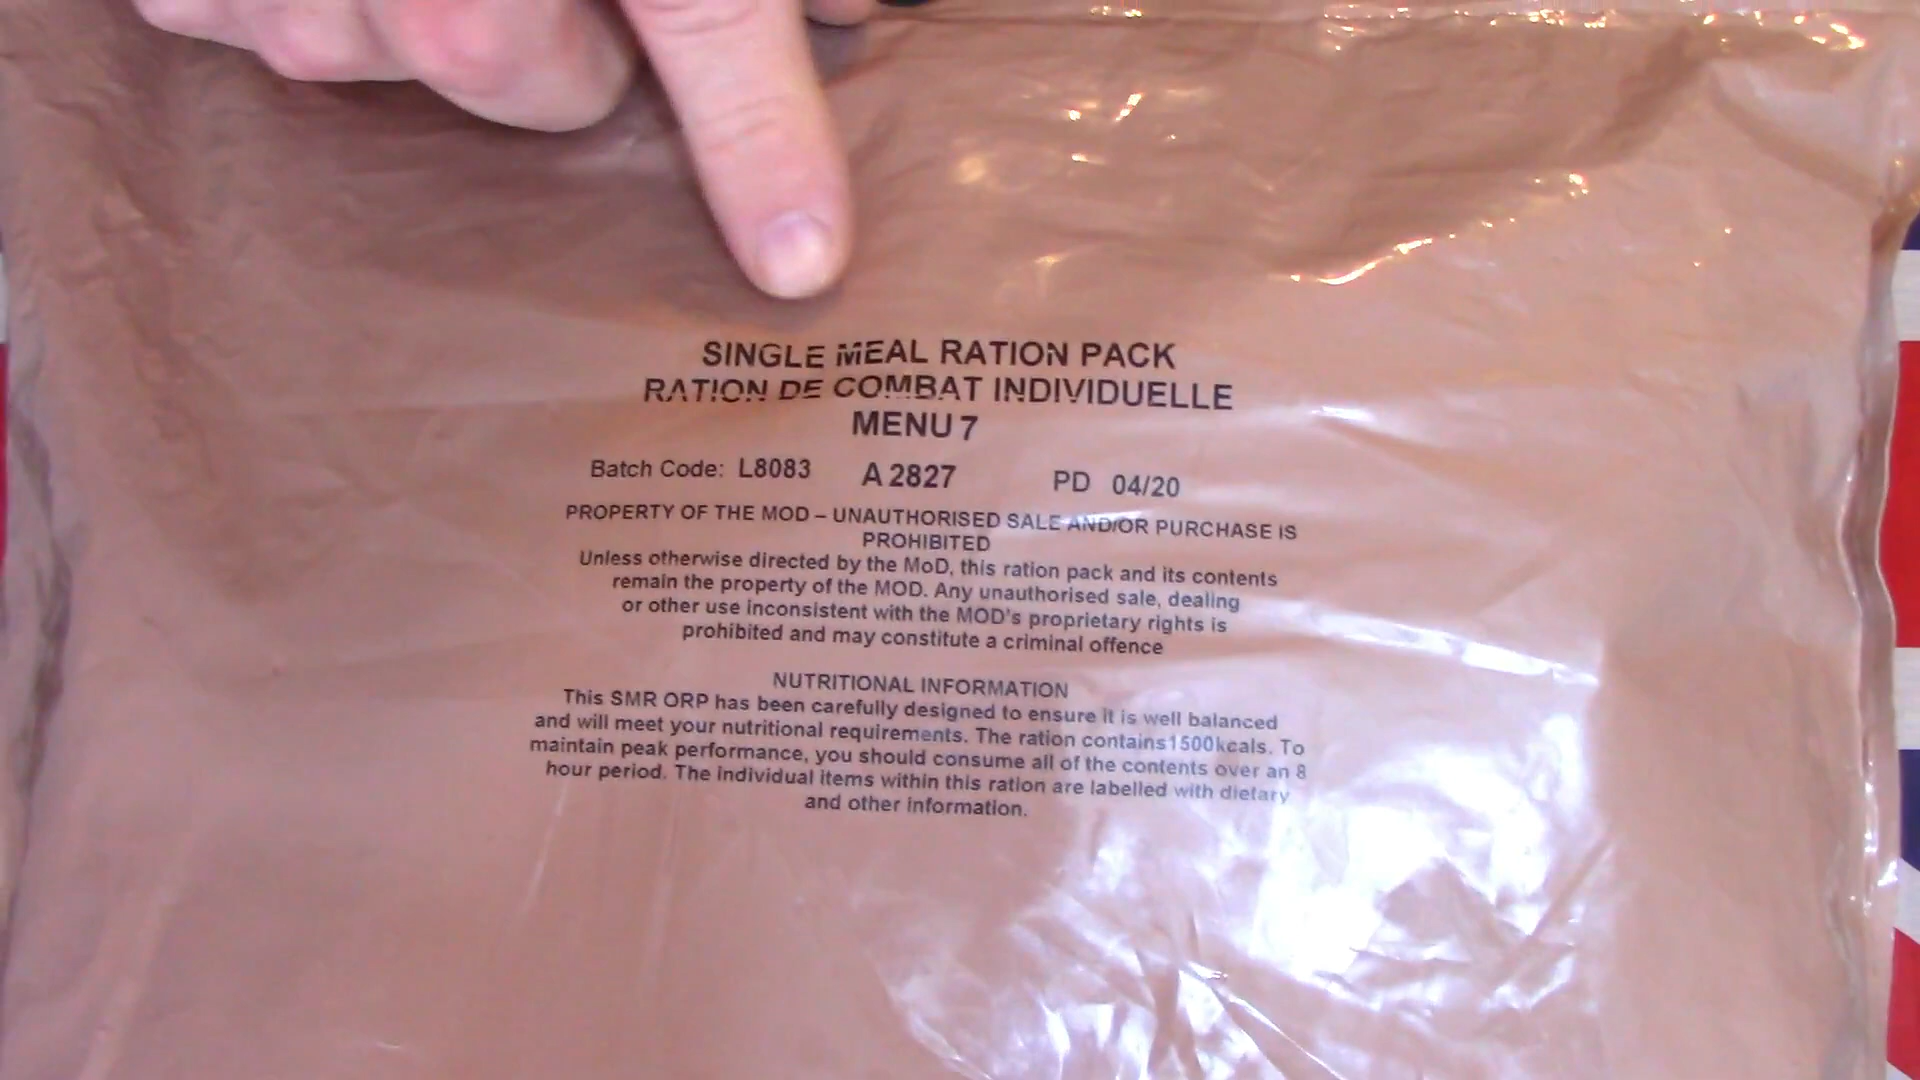 SINGLE MEAL RATION PACK
RATION DE COMBAT INDIVIDUELLE
MENU 7
Batch Code: L8083 A 2827 PD 04/20
PROPERTY OF THE MOD – UNAUTHORISED SALE AND/OR PURCHASE IS
PROHIBITED
Unless otherwise directed by the MoD, this ration pack and its contents
remain the property of the MOD. Any unauthorised sale, dealing
or other use inconsistent with the MOD's proprietary rights is
prohibited and may constitute a criminal offence
NUTRITIONAL INFORMATION
This SMR ORP has been carefully designed to ensure it is well balanced
and will meet your nutritional requirements. The ration contains1500kcals. To
maintain peak performance, you should consume all of the contents over an 8
hour period. The individual items within this ration are labelled with dietary
and other information.